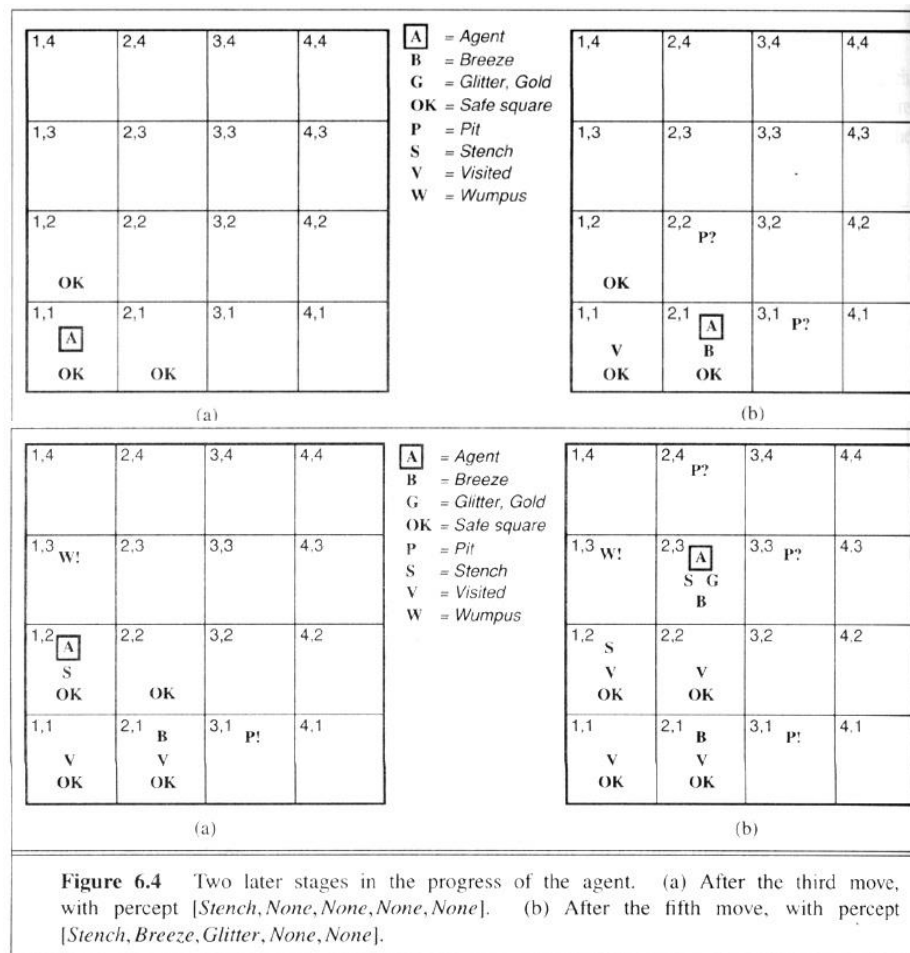 1,4 2,4 3,4 4,4
1,3 2,3 3,3 4,3
1,2 2,2 3,2 4,2
OK
1,1 2,1 3,1 4,1
A
OK OK
(a)
A = Agent
B = Breeze
G = Glitter, Gold
OK = Safe square
P = Pit
S = Stench
V = Visited
W = Wumpus
1,4 2,4 3,4 4,4
1,3 2,3 3,3 4,3
1,2 2,2 3,2 4,2
P?
OK
1,1 2,1 A 3,1 P? 4,1
V B
OK OK
(b)
1,4 2,4 3,4 4,4
1,3 W! 2,3 3,3 4,3
1,2 A 2,2 3,2 4,2
S
OK OK
1,1 2,1 B 3,1 P! 4,1
V V
OK OK
(a)
A = Agent
B = Breeze
G = Glitter, Gold
OK = Safe square
P = Pit
S = Stench
V = Visited
W = Wumpus
1,4 2,4 P? 3,4 4,4
1,3 W! 2,3 A 3,3 P? 4,3
S G
B
1,2 S 2,2 3,2 4,2
V V
OK OK
1,1 2,1 B 3,1 P! 4,1
V V
OK OK
(b)
Figure 6.4 Two later stages in the progress of the agent. (a) After the third move,
with percept [Stench, None, None, None, None]. (b) After the fifth move, with percept
[Stench, Breeze, Glitter, None, None].